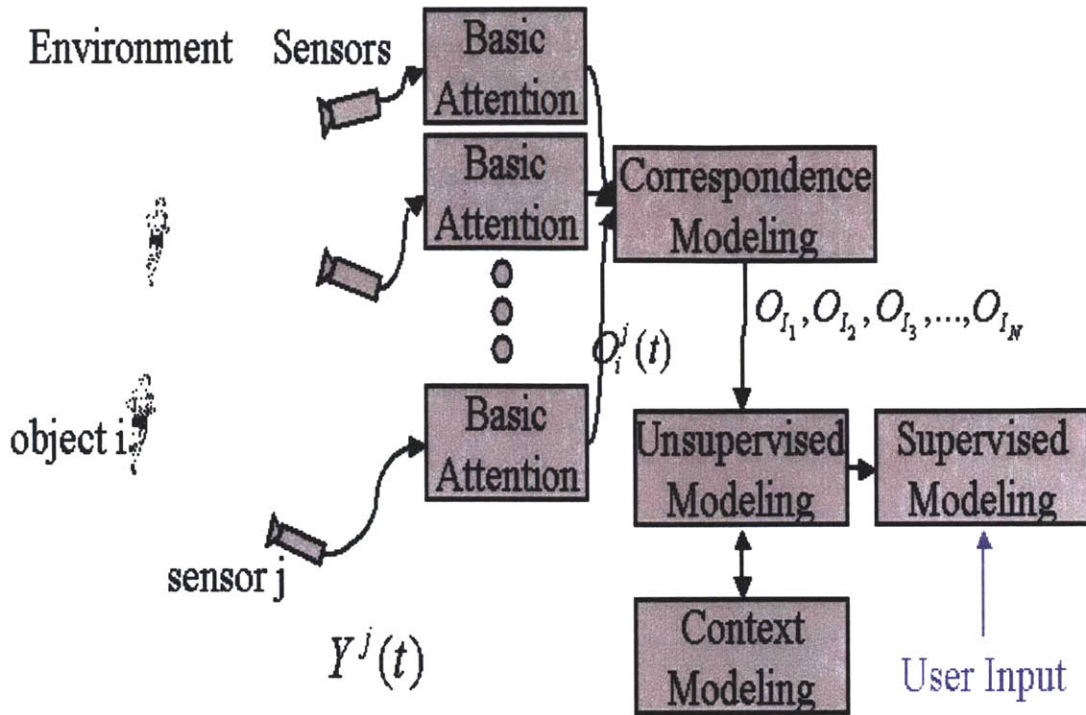 Environment
Sensors
Basic
Attention
Basic
Attention
Correspondence
Modeling
O_{I_1}, O_{I_2}, O_{I_3}, ..., O_{I_N}
O_i^j(t)
object i
Basic
Attention
Unsupervised
Modeling
Supervised
Modeling
sensor j
Context
Modeling
Y^j(t)
User Input